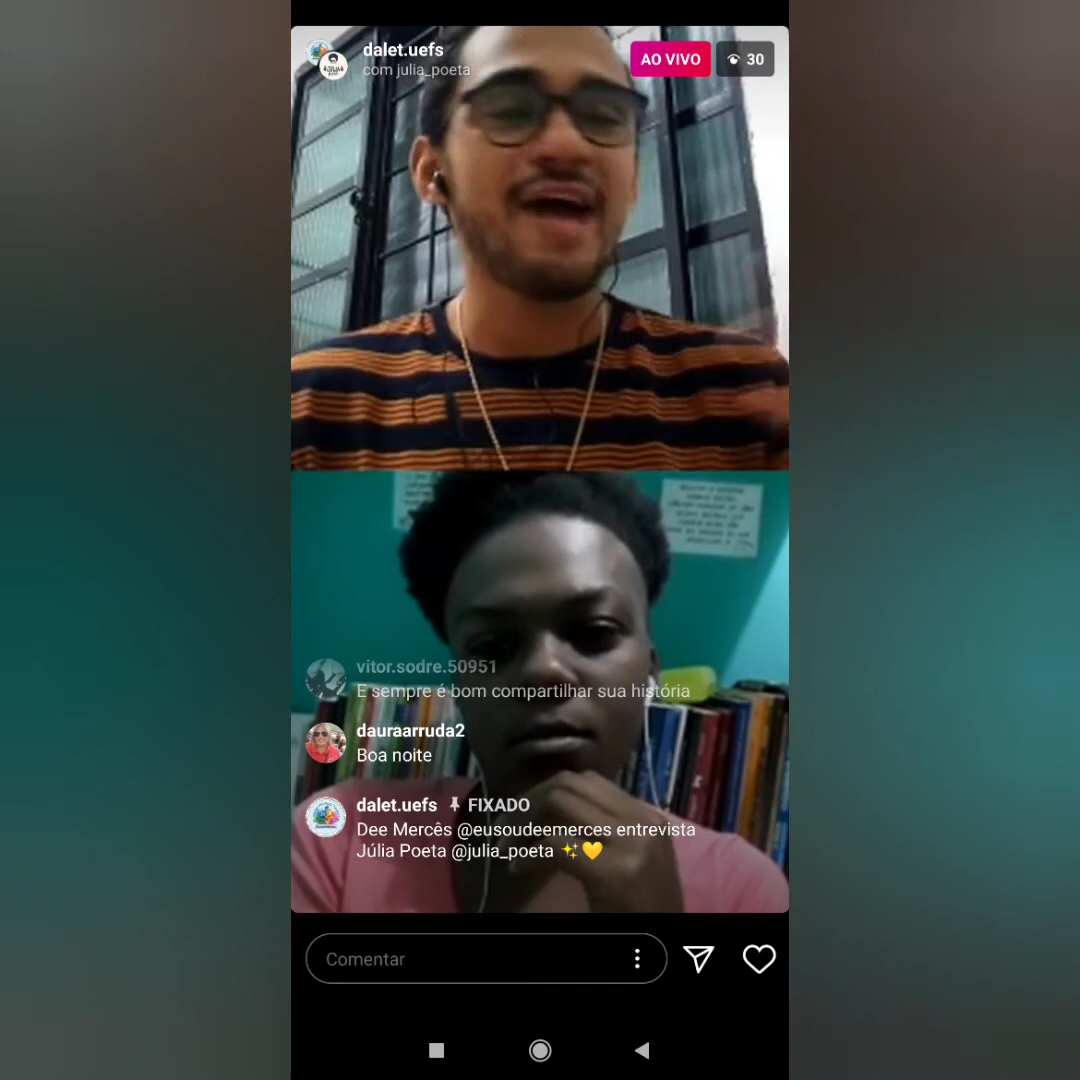 dalet.uefs
com julia_poeta
AO VIVO
30
vitor.sodre.50951
E sempre é bom compartilhar sua história
dauraarruda2
Boa noite
dalet.uefs FIXADO
Dee Mercês @eusoudeemerces entrevista
Júlia Poeta @julia_poeta ✨💛
Comentar